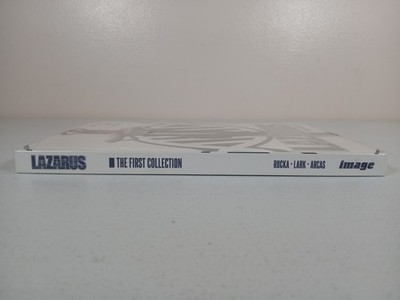 LAZARUS THE FIRST COLLECTION RUCKA • LARK • ARCAS image